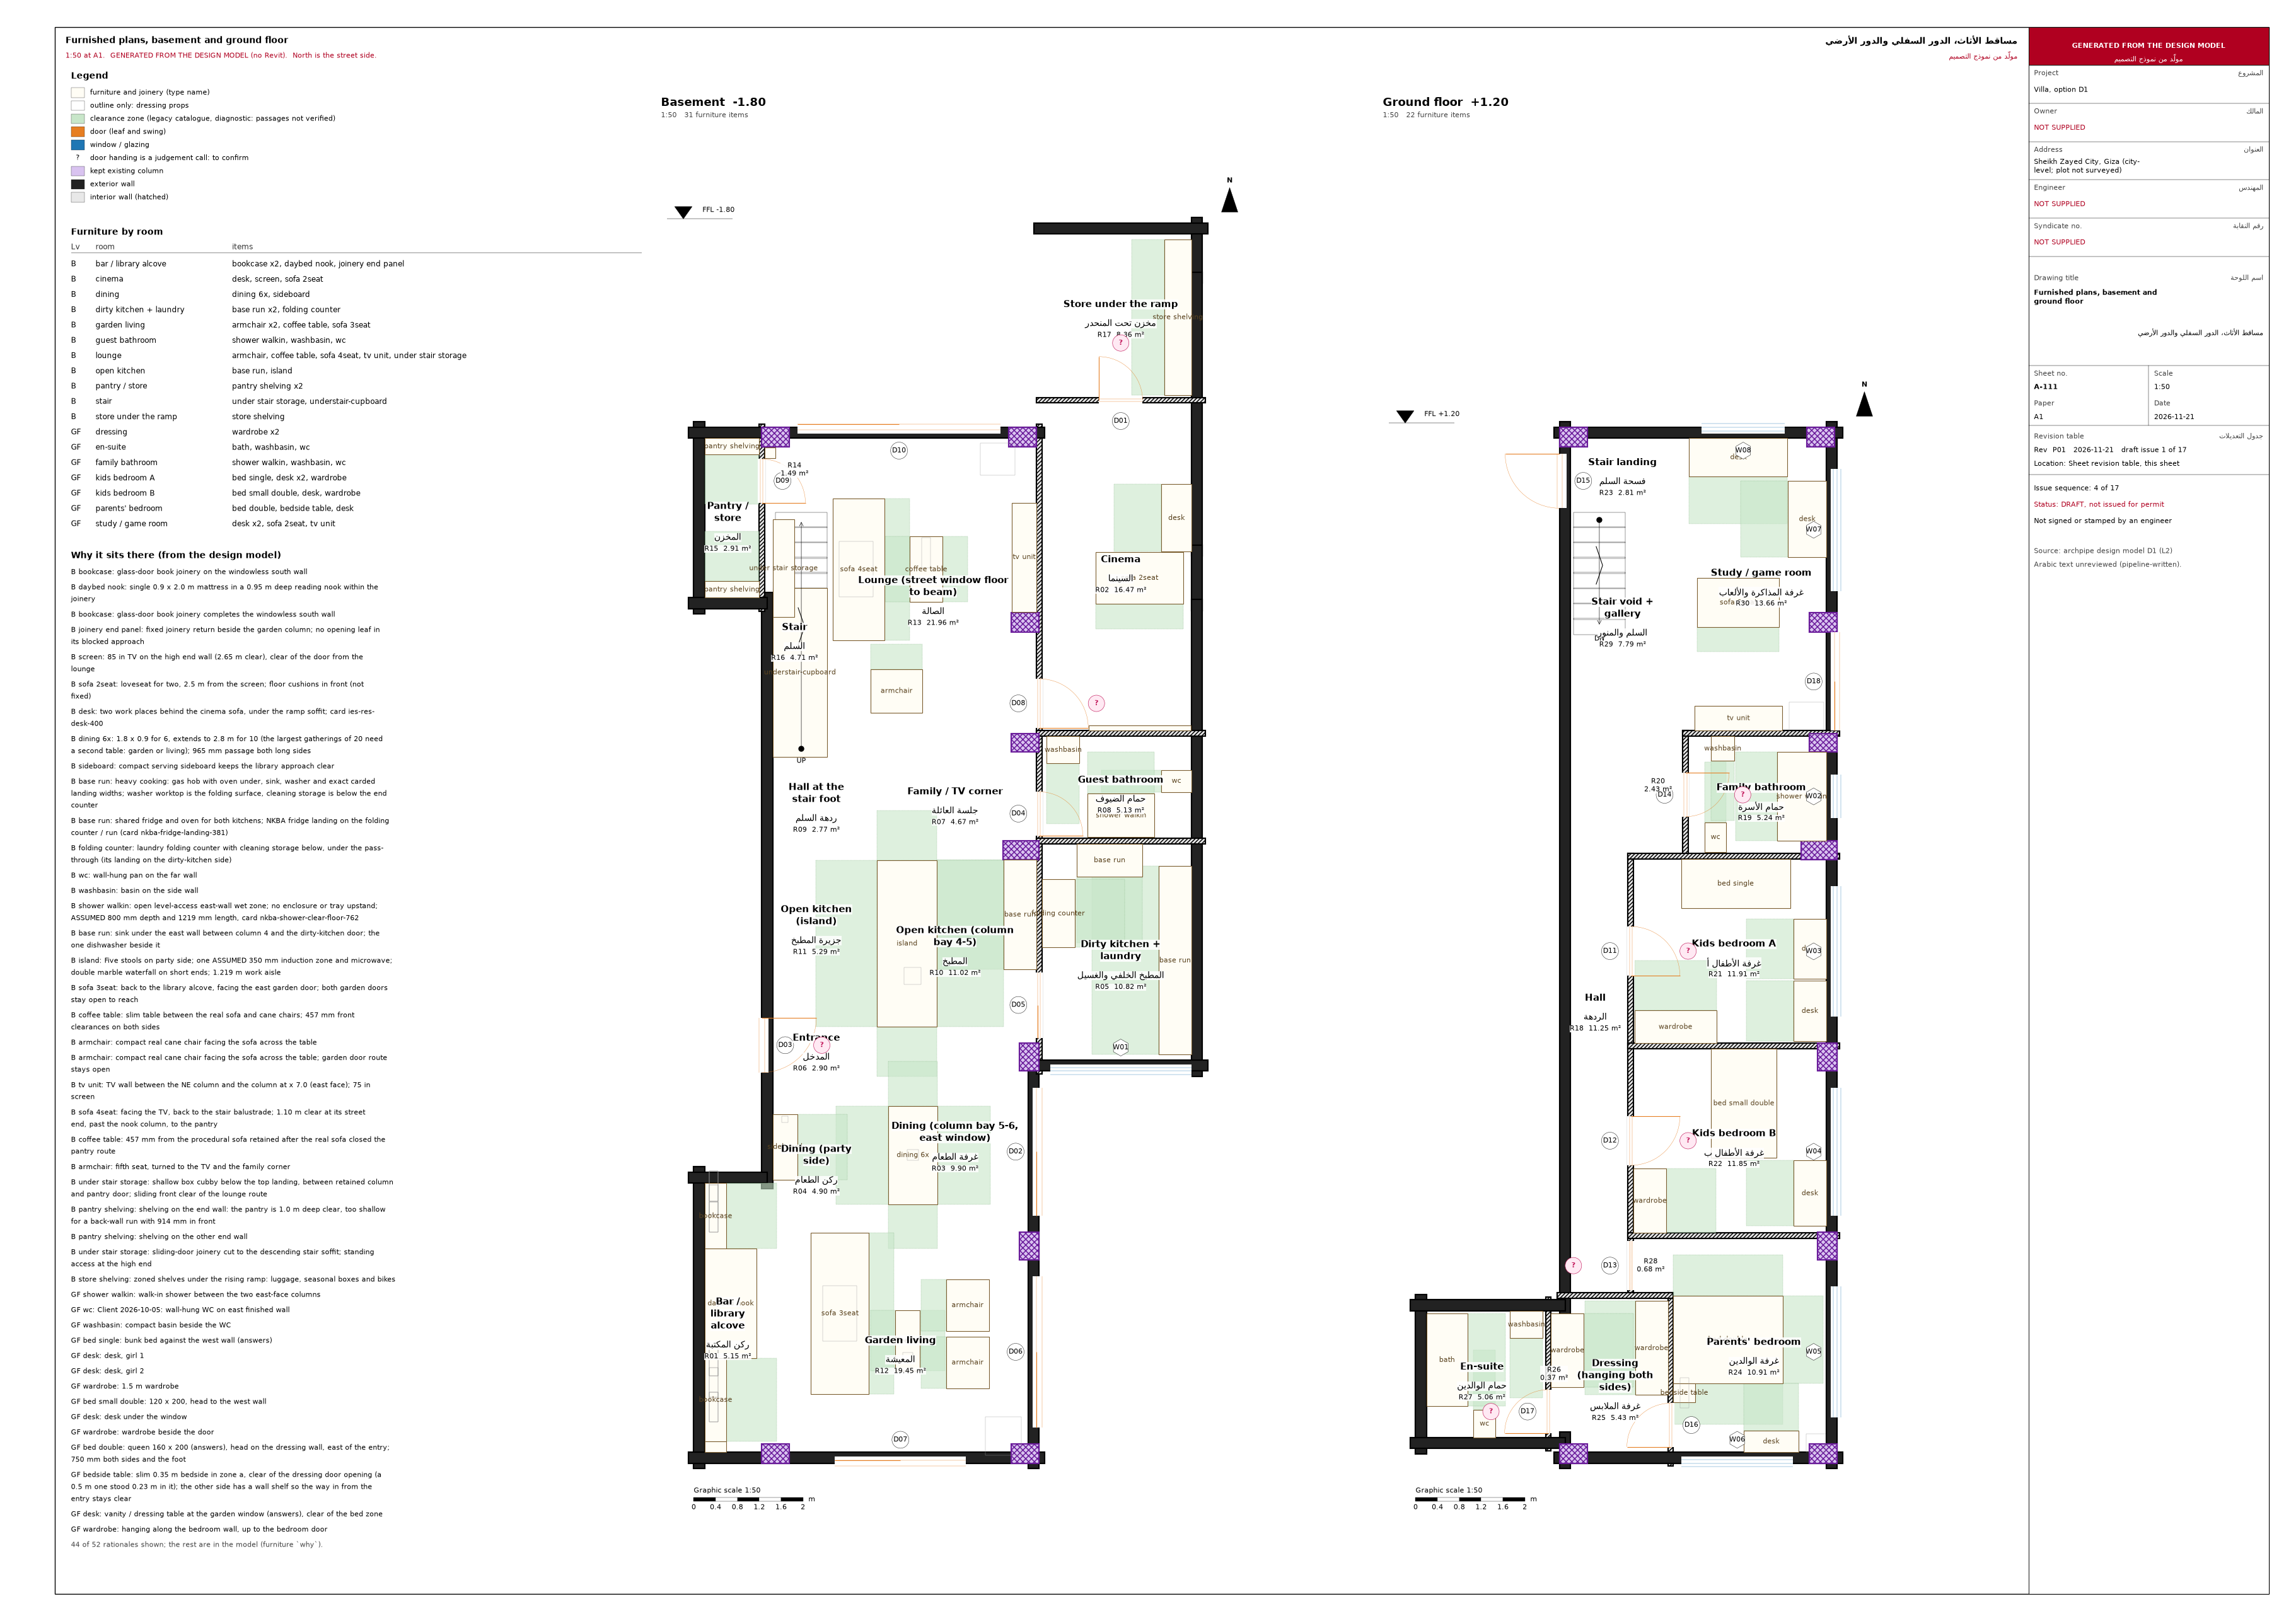 Furnished plans, basement and ground floor
1:50 at A1. GENERATED FROM THE DESIGN MODEL (no Revit). North is the street side.
مساقط الأثاث، الدور السفلي والدور الأرضي
مولّد من نموذج التصميم
Legend
furniture and joinery (type name)
outline only: dressing props
clearance zone (legacy catalogue, diagnostic: passages not verified)
door (leaf and swing)
window / glazing
? door handing is a judgement call: to confirm
kept existing column
exterior wall
interior wall (hatched)
Furniture by room
Lv room items
B bar / library alcove bookcase x2, daybed nook, joinery end panel
B cinema desk, screen, sofa 2seat
B dining dining 6x, sideboard
B dirty kitchen + laundry base run x2, folding counter
B garden living armchair x2, coffee table, sofa 3seat
B guest bathroom shower walkin, washbasin, wc
B lounge armchair, coffee table, sofa 4seat, tv unit, under stair storage
B open kitchen base run, island
B pantry / store pantry shelving x2
B stair under stair storage, understair-cupboard
B store under the ramp store shelving
GF dressing wardrobe x2
GF en-suite bath, washbasin, wc
GF family bathroom shower walkin, washbasin, wc
GF kids bedroom A bed single, desk x2, wardrobe
GF kids bedroom B bed small double, desk, wardrobe
GF parents' bedroom bed double, bedside table, desk
GF study / game room desk x2, sofa 2seat, tv unit
Why it sits there (from the design model)
B bookcase: glass-door book joinery on the windowless south wall
B daybed nook: single 0.9 x 2.0 m mattress in a 0.95 m deep reading nook within the
joinery
B bookcase: glass-door book joinery completes the windowless south wall
B joinery end panel: fixed joinery return beside the garden column; no opening leaf in
its blocked approach
B screen: 85 in TV on the high end wall (2.65 m clear), clear of the door from the
lounge
B sofa 2seat: loveseat for two, 2.5 m from the screen; floor cushions in front (not
fixed)
B desk: two work places behind the cinema sofa, under the ramp soffit; card ies-res-
desk-400
B dining 6x: 1.8 x 0.9 for 6, extends to 2.8 m for 10 (the largest gatherings of 20 need
a second table: garden or living); 965 mm passage both long sides
B sideboard: compact serving sideboard keeps the library approach clear
B base run: heavy cooking: gas hob with oven under, sink, washer and exact carded
landing widths; washer worktop is the folding surface, cleaning storage is below the end
counter
B base run: shared fridge and oven for both kitchens; NKBA fridge landing on the folding
counter / run (card nkba-fridge-landing-381)
B folding counter: laundry folding counter with cleaning storage below, under the pass-
through (its landing on the dirty-kitchen side)
B wc: wall-hung pan on the far wall
B washbasin: basin on the side wall
B shower walkin: open level-access east-wall wet zone; no enclosure or tray upstand;
ASSUMED 800 mm depth and 1219 mm length, card nkba-shower-clear-floor-762
B base run: sink under the east wall between column 4 and the dirty-kitchen door; the
one dishwasher beside it
B island: Five stools on party side; one ASSUMED 350 mm induction zone and microwave;
double marble waterfall on short ends; 1.219 m work aisle
B sofa 3seat: back to the library alcove, facing the east garden door; both garden doors
stay open to reach
B coffee table: slim table between the real sofa and cane chairs; 457 mm front
clearances on both sides
B armchair: compact real cane chair facing the sofa across the table
B armchair: compact real cane chair facing the sofa across the table; garden door route
stays open
B tv unit: TV wall between the NE column and the column at x 7.0 (east face); 75 in
screen
B sofa 4seat: facing the TV, back to the stair balustrade; 1.10 m clear at its street
end, past the nook column, to the pantry
B coffee table: 457 mm from the procedural sofa retained after the real sofa closed the
pantry route
B armchair: fifth seat, turned to the TV and the family corner
B under stair storage: shallow box cubby below the top landing, between retained column
and pantry door; sliding front clear of the lounge route
B pantry shelving: shelving on the end wall: the pantry is 1.0 m deep clear, too shallow
for a back-wall run with 914 mm in front
B pantry shelving: shelving on the other end wall
B under stair storage: sliding-door joinery cut to the descending stair soffit; standing
access at the high end
B store shelving: zoned shelves under the rising ramp: luggage, seasonal boxes and bikes
GF shower walkin: walk-in shower between the two east-face columns
GF wc: Client 2026-10-05: wall-hung WC on east finished wall
GF washbasin: compact basin beside the WC
GF bed single: bunk bed against the west wall (answers)
GF desk: desk, girl 1
GF desk: desk, girl 2
GF wardrobe: 1.5 m wardrobe
GF bed small double: 120 x 200, head to the west wall
GF desk: desk under the window
GF wardrobe: wardrobe beside the door
GF bed double: queen 160 x 200 (answers), head on the dressing wall, east of the entry;
750 mm both sides and the foot
GF bedside table: slim 0.35 m bedside in zone a, clear of the dressing door opening (a
0.5 m one stood 0.23 m in it); the other side has a wall shelf so the way in from the
entry stays clear
GF desk: vanity / dressing table at the garden window (answers), clear of the bed zone
GF wardrobe: hanging along the bedroom wall, up to the bedroom door
44 of 52 rationales shown; the rest are in the model (furniture `why`).
Basement -1.80
1:50 31 furniture items
FFL -1.80
N
Store under the ramp
مخزن تحت المنحدر
?
D01
pantry shelving
R14
1.49 m²
D09
D10
Pantry /
store
المخزن
R15 2.91 m²
pantry shelving
sofa 4seat
coffee table
tv unit
Lounge (street window floor
to beam)
الصالة
R13 21.96 m²
desk
Cinema
السينما
R02 16.47 m²
Stair
السلم
R16 4.71 m²
armchair
D08
?
UP
washbasin
wc
Guest bathroom
حمام الضيوف
R08 5.13 m²
Hall at the
stair foot
ردهة السلم
R09 2.77 m²
Family / TV corner
جلسة العائلة
R07 4.67 m²
D04
base run
folding counter
base run
Open kitchen
(island)
جزيرة المطبخ
R11 5.29 m²
island
Open kitchen (column
bay 4-5)
المطبخ
R10 11.02 m²
Dirty kitchen +
laundry
المطبخ الخلفي والغسيل
R05 10.82 m²
base run
D05
W01
Entrance
المدخل
R06 2.90 m²
D03
?
Dining (party
side)
ركن الطعام
R04 4.90 m²
dining 6x
Dining (column bay 5-6,
east window)
غرفة الطعام
R03 9.90 m²
D02
Bar /
library
alcove
ركن المكتبة
R01 5.15 m²
sofa 3seat
armchair
armchair
Garden living
المعيشة
R12 19.45 m²
D06
D07
Graphic scale 1:50
0 0.4 0.8 1.2 1.6 2 m
Ground floor +1.20
1:50 22 furniture items
FFL +1.20
N
Stair landing
فسحة السلم
R23 2.81 m²
D15
W08
desk
W07
Study / game room
غرفة المذاكرة والألعاب
R30 13.66 m²
Stair void +
gallery
السلم والمنور
R29 7.79 m²
D18
tv unit
washbasin
R20
2.43 m²
D14
?
Family bathroom
حمام الأسرة
R19 5.24 m²
W02
wc
bed single
Kids bedroom A
غرفة الأطفال أ
R21 11.91 m²
D11
?
W03
desk
wardrobe
Hall
الردهة
R18 11.25 m²
bed small double
Kids bedroom B
غرفة الأطفال ب
R22 11.85 m²
D12
?
W04
desk
wardrobe
?
D13
R28
0.68 m²
washbasin
bath
wardrobe
wardrobe
En-suite
حمام الوالدين
R27 5.06 m²
R26
0.37 m²
Dressing
(hanging both
sides)
غرفة الملابس
R25 5.43 m²
Parents' bedroom
غرفة الوالدين
R24 10.91 m²
W05
bedside table
?
wc
D17
D16
W06
desk
Graphic scale 1:50
0 0.4 0.8 1.2 1.6 2 m
GENERATED FROM THE DESIGN MODEL
مولّد من نموذج التصميم
Project المشروع
Villa, option D1
Owner المالك
NOT SUPPLIED
Address العنوان
Sheikh Zayed City, Giza (city-
level; plot not surveyed)
Engineer المهندس
NOT SUPPLIED
Syndicate no. رقم النقابة
NOT SUPPLIED
Drawing title اسم اللوحة
Furnished plans, basement and
ground floor
مساقط الأثاث، الدور السفلي والدور الأرضي
Sheet no. Scale
A-111 1:50
Paper Date
A1 2026-11-21
Revision table جدول التعديلات
Rev P01 2026-11-21 draft issue 1 of 17
Location: Sheet revision table, this sheet
Issue sequence: 4 of 17
Status: DRAFT, not issued for permit
Not signed or stamped by an engineer
Source: archpipe design model D1 (L2)
Arabic text unreviewed (pipeline-written).